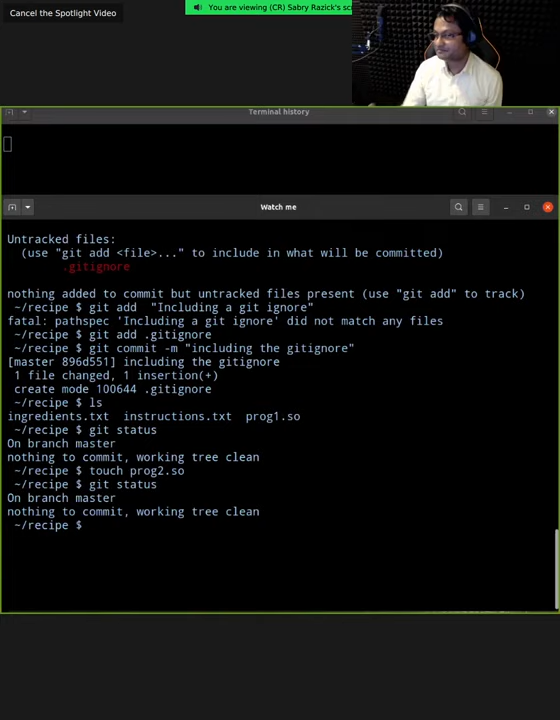 Cancel the Spotlight Video
You are viewing (CR) Sabry Razick's sc
Terminal history
Watch me
Untracked files:
(use "git add <file>..." to include in what will be committed)
.gitignore
nothing added to commit but untracked files present (use "git add" to track)
~/recipe $ git add  "Including a git ignore"
fatal: pathspec 'Including a git ignore' did not match any files
~/recipe $ git add .gitignore
~/recipe $ git commit -m "including the gitignore"
[master 896d551] including the gitignore
1 file changed, 1 insertion(+)
create mode 100644 .gitignore
~/recipe $ ls
ingredients.txt  instructions.txt  prog1.so
~/recipe $ git status
On branch master
nothing to commit, working tree clean
~/recipe $ touch prog2.so
~/recipe $ git status
On branch master
nothing to commit, working tree clean
~/recipe $